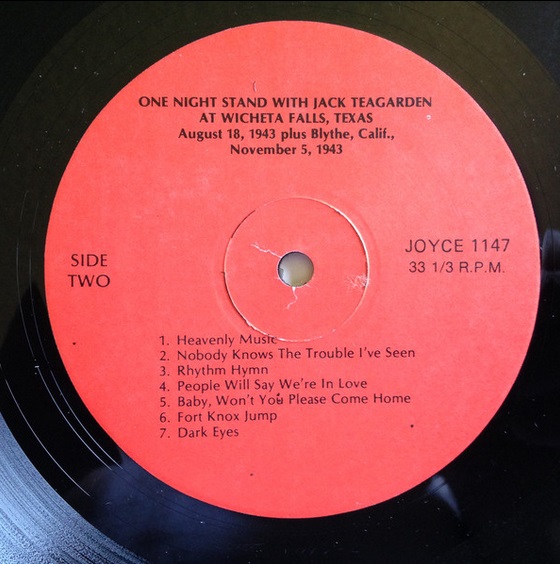 ONE NIGHT STAND WITH JACK TEAGARDEN
AT WICHETA FALLS, TEXAS
August 18, 1943 plus Blythe, Calif.,
November 5, 1943
SIDE
TWO
JOYCE 1147
33 1/3 R.P.M.
1. Heavenly Music
2. Nobody Knows The Trouble I've Seen
3. Rhythm Hymn
4. People Will Say We're In Love
5. Baby, Won't You Please Come Home
6. Fort Knox Jump
7. Dark Eyes